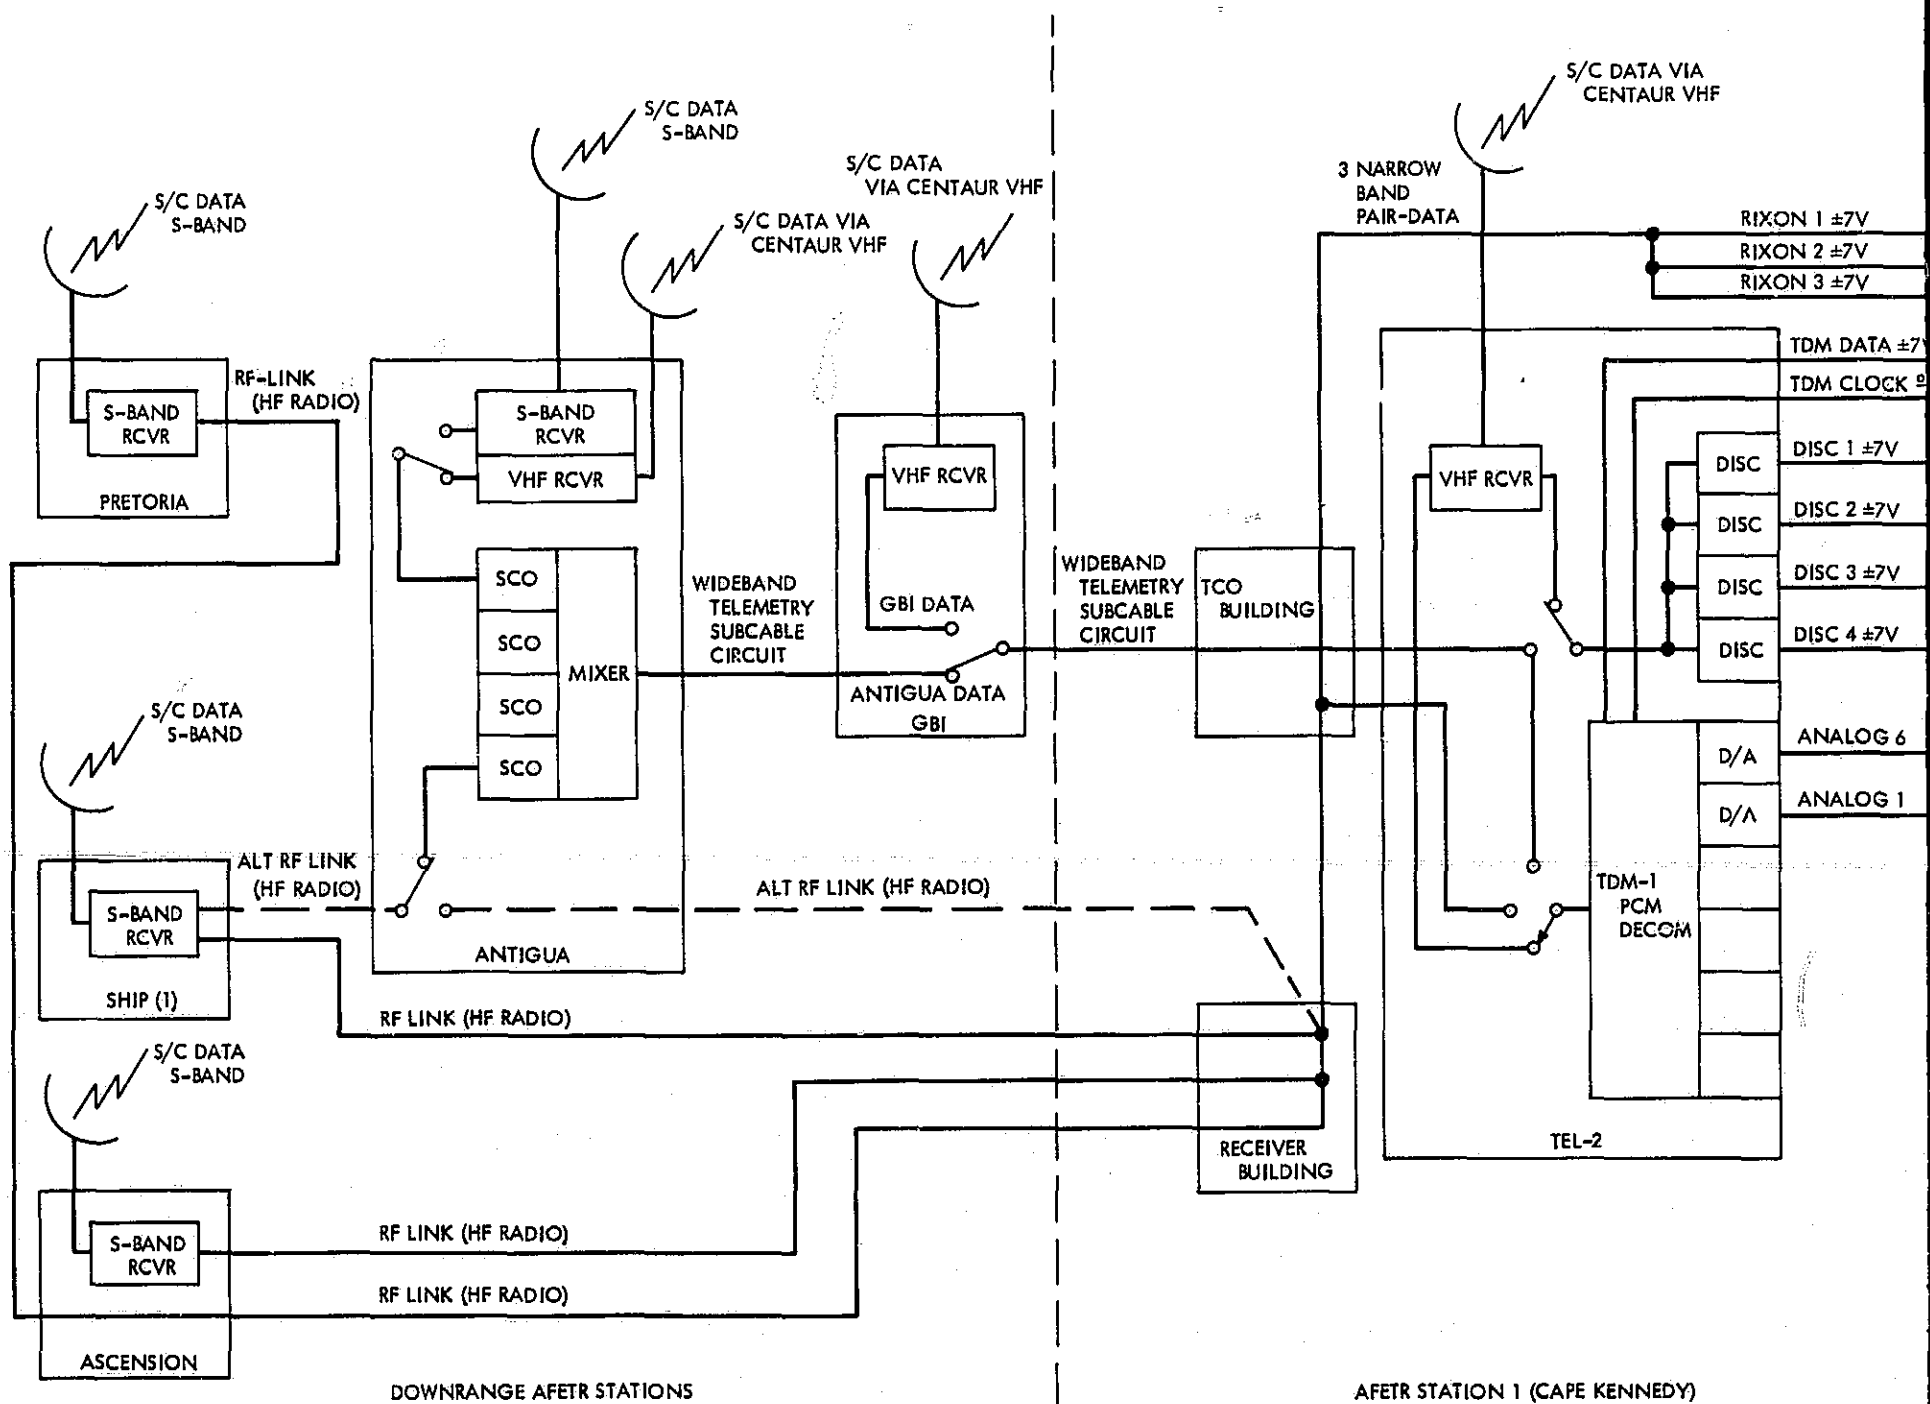 S/C DATA VIA
CENTAUR VHF
S/C DATA
S-BAND
S/C DATA
VIA CENTAUR VHF
3 NARROW
BAND
PAIR-DATA
S/C DATA
S-BAND
S/C DATA VIA
CENTAUR VHF
RIXON 1 ±7V
RIXON 2 ±7V
RIXON 3 ±7V
TDM DATA ±7
TDM CLOCK
RF-LINK
(HF RADIO)
S-BAND
RCVR
PRETORIA
S-BAND
RCVR
VHF RCVR
VHF RCVR
VHF RCVR
DISC
DISC 1 ±7V
DISC
DISC 2 ±7V
DISC
DISC 3 ±7V
DISC
DISC 4 ±7V
SCO
SCO
SCO
SCO
MIXER
WIDEBAND
TELEMETRY
SUBCABLE
CIRCUIT
GBI DATA
ANTIGUA DATA
GBI
WIDEBAND
TELEMETRY
SUBCABLE
CIRCUIT
TCO
BUILDING
S/C DATA
S-BAND
D/A
ANALOG 6
D/A
ANALOG 1
ALT RF LINK
(HF RADIO)
S-BAND
RCVR
SHIP (1)
ALT RF LINK (HF RADIO)
ANTIGUA
TDM-1
PCM
DECOM
RF LINK (HF RADIO)
S/C DATA
S-BAND
RECEIVER
BUILDING
TEL-2
S-BAND
RCVR
RF LINK (HF RADIO)
RF LINK (HF RADIO)
ASCENSION
DOWNRANGE AFETR STATIONS
AFETR STATION 1 (CAPE KENNEDY)